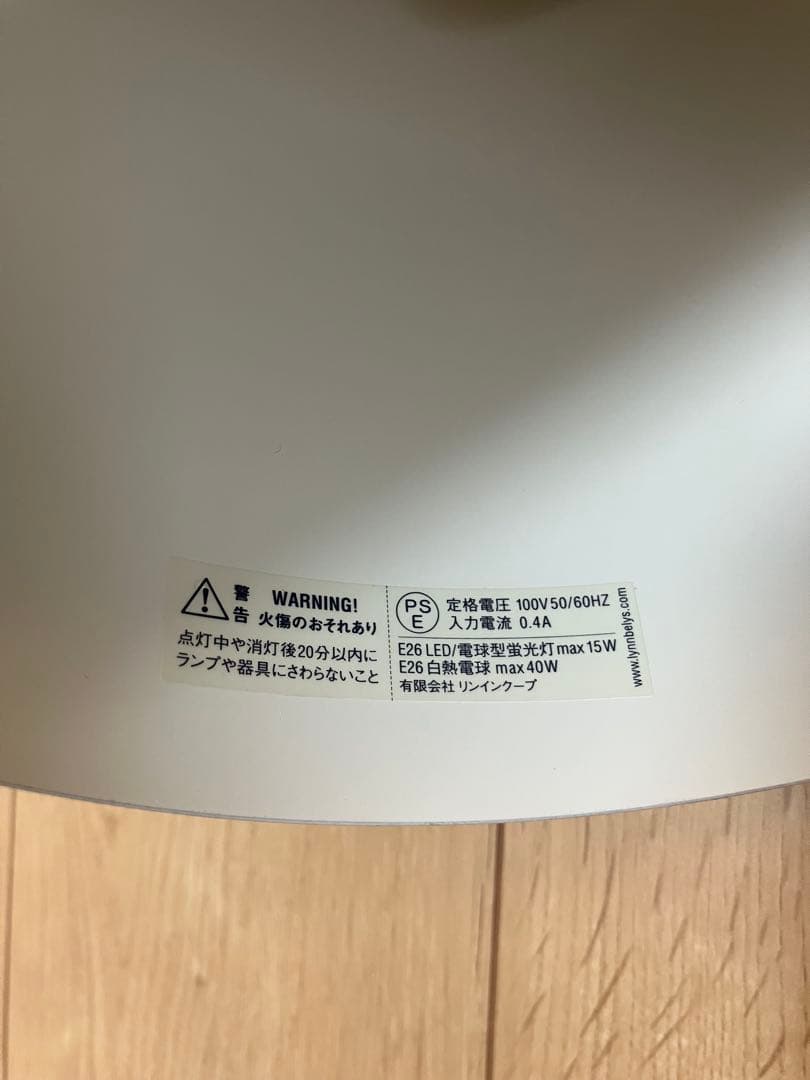 警告 WARNING!
火傷のおそれあり
点灯中や消灯後20分以内に
ランプや器具にさわらないこと
PSE
定格電圧 100V 50/60HZ
入力電流 0.4A
E26 LED/電球型蛍光灯 max 15W
E26 白熱電球 max 40W
有限会社 リンインクープ
www.lynnbelys.com